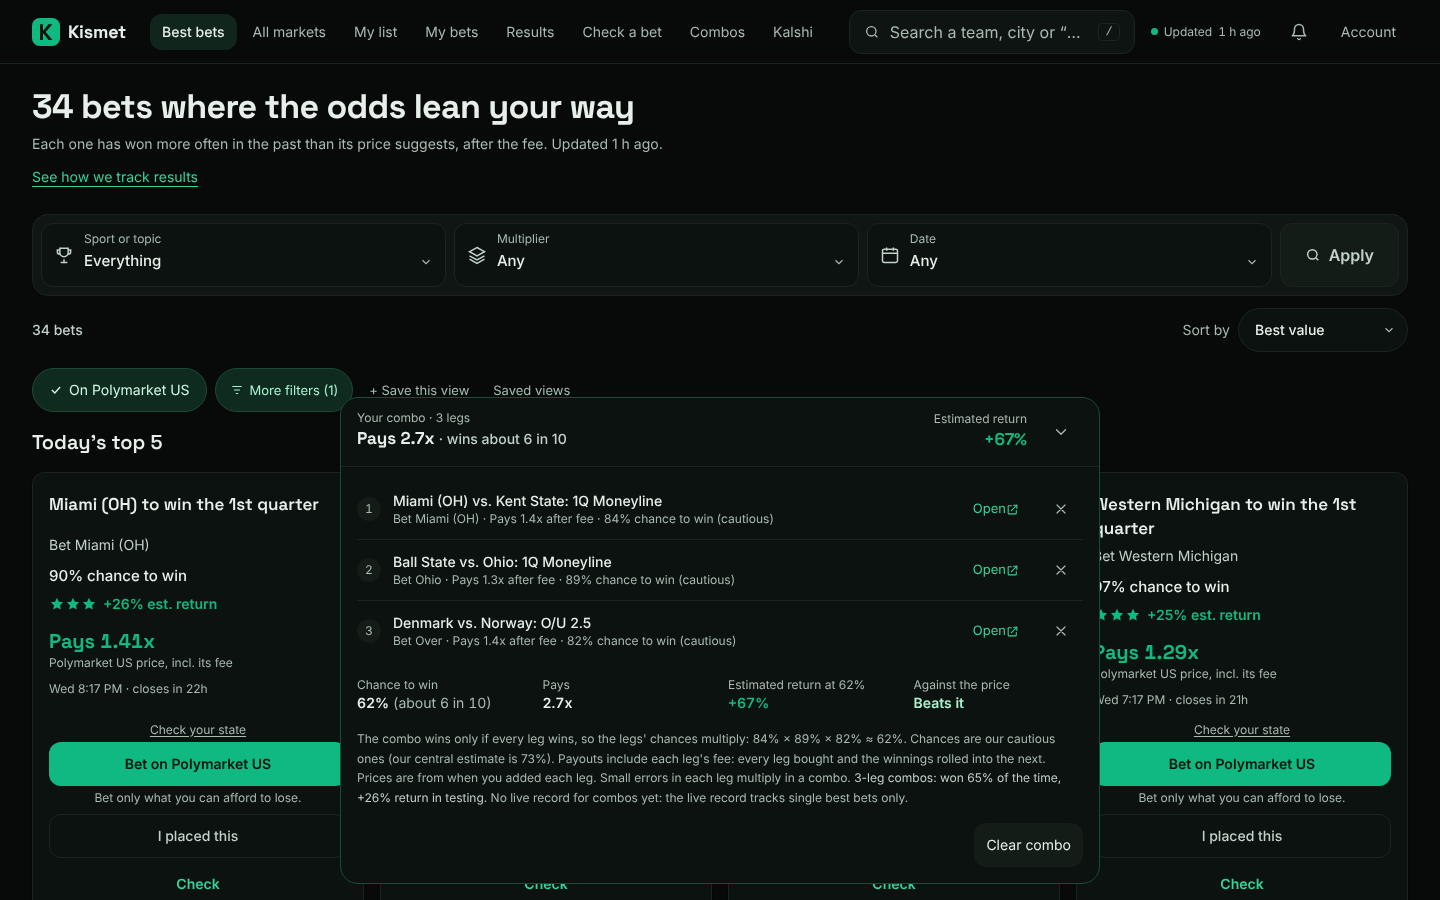 K Kismet
Best bets
All markets
My list
My bets
Results
Check a bet
Combos
Kalshi
Search a team, city or “... /
Updated 1 h ago
Account
34 bets where the odds lean your way
Each one has won more often in the past than its price suggests, after the fee. Updated 1 h ago.
See how we track results
Sport or topic
Everything
Multiplier
Any
Date
Any
Apply
34 bets
Sort by
Best value
On Polymarket US
More filters (1)
+ Save this view
Saved views
Today's top 5
Miami (OH) to win the 1st quarter
Bet Miami (OH)
90% chance to win
+26% est. return
Pays 1.41x
Polymarket US price, incl. its fee
Wed 8:17 PM · closes in 22h
Check your state
Bet on Polymarket US
Bet only what you can afford to lose.
I placed this
Check
Your combo · 3 legs
Pays 2.7x · wins about 6 in 10
Estimated return
+67%
1
Miami (OH) vs. Kent State: 1Q Moneyline
Bet Miami (OH) · Pays 1.4x after fee · 84% chance to win (cautious)
Open
2
Ball State vs. Ohio: 1Q Moneyline
Bet Ohio · Pays 1.3x after fee · 89% chance to win (cautious)
Open
3
Denmark vs. Norway: O/U 2.5
Bet Over · Pays 1.4x after fee · 82% chance to win (cautious)
Open
Chance to win
62% (about 6 in 10)
Pays
2.7x
Estimated return at 62%
+67%
Against the price
Beats it
The combo wins only if every leg wins, so the legs' chances multiply: 84% × 89% × 82% ≈ 62%. Chances are our cautious
ones (our central estimate is 73%). Payouts include each leg's fee: every leg bought and the winnings rolled into the next.
Prices are from when you added each leg. Small errors in each leg multiply in a combo. 3-leg combos: won 65% of the time,
+26% return in testing. No live record for combos yet: the live record tracks single best bets only.
Clear combo
Check
Check
Western Michigan to win the 1st
quarter
Bet Western Michigan
97% chance to win
+25% est. return
Pays 1.29x
Polymarket US price, incl. its fee
Wed 7:17 PM · closes in 21h
Check your state
Bet on Polymarket US
Bet only what you can afford to lose.
I placed this
Check